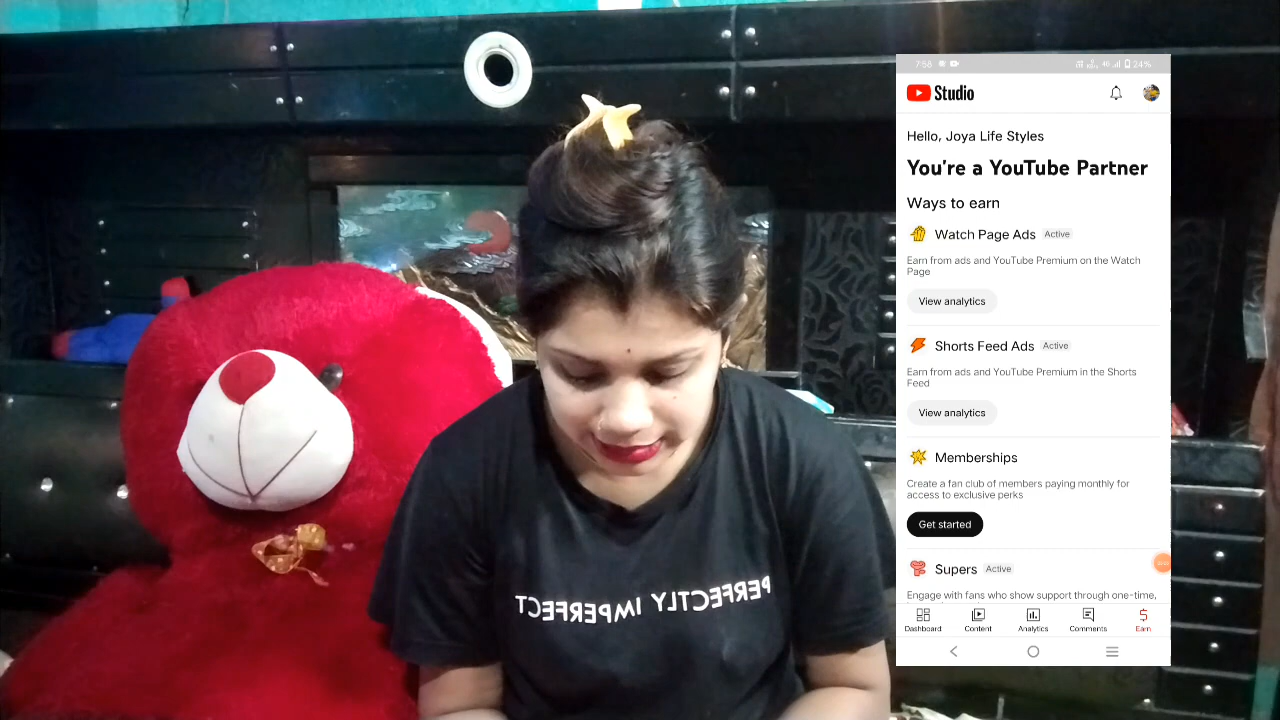 7:56 4G 24%
Studio
Hello, Joya Life Styles
You're a YouTube Partner
Ways to earn
Watch Page Ads Active
Earn from ads and YouTube Premium on the Watch
Page
View analytics
Shorts Feed Ads Active
Earn from ads and YouTube Premium in the Shorts
Feed
View analytics
Memberships
Create a fan club of members paying monthly for
access to exclusive perks
Get started
Supers Active
Engage with fans who show support through one-time,
Dashboard Content Analytics Comments Earn
PERFECTLY IMPERFECT